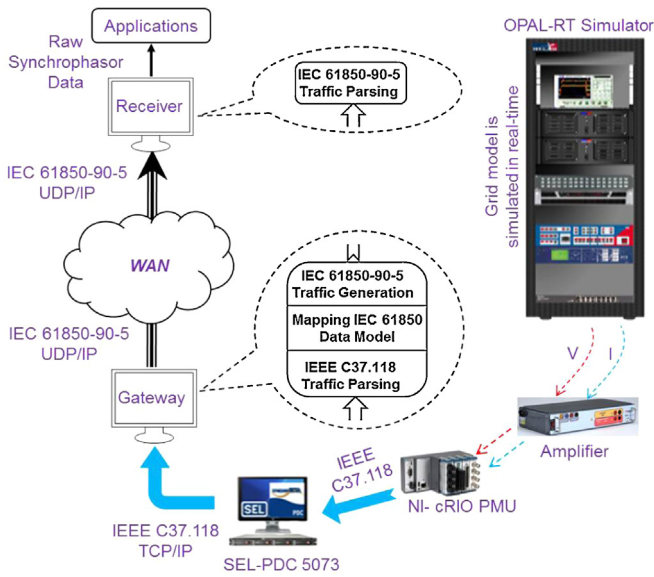 Applications
OPAL-RT Simulator
Raw
Synchrophasor
Data
Receiver
IEC 61850-90-5
Traffic Parsing
Grid model is
simulated in real-time
IEC 61850-90-5
UDP/IP
WAN
IEC 61850-90-5
Traffic Generation
Mapping IEC 61850
Data Model
IEEE C37.118
Traffic Parsing
IEC 61850-90-5
UDP/IP
Gateway
V
I
Amplifier
IEEE
C37.118
NI- cRIO PMU
SEL
PDC
IEEE C37.118
TCP/IP
SEL-PDC 5073